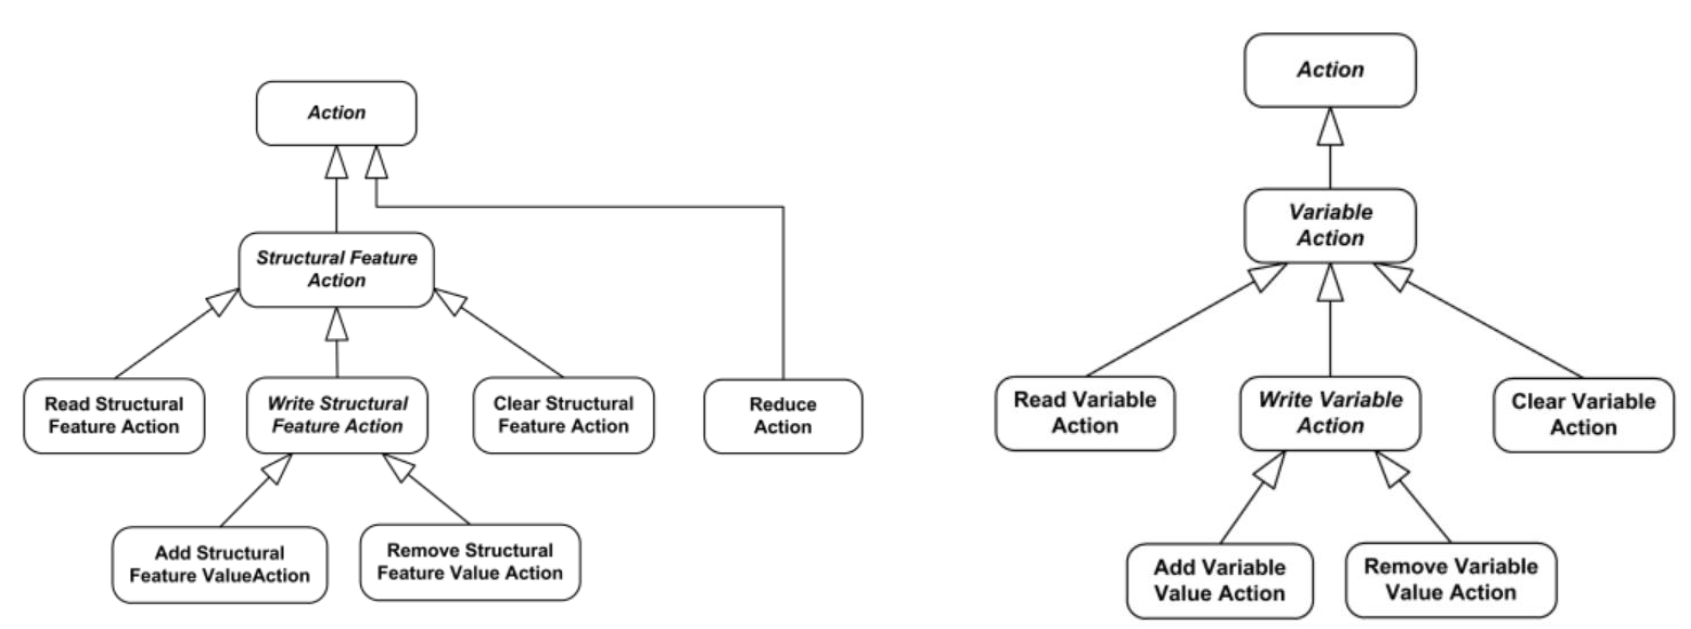 Action
Structural Feature
Action
Read Structural
Feature Action
Write Structural
Feature Action
Clear Structural
Feature Action
Reduce
Action
Add Structural
Feature ValueAction
Remove Structural
Feature Value Action
Action
Variable
Action
Read Variable
Action
Write Variable
Action
Clear Variable
Action
Add Variable
Value Action
Remove Variable
Value Action